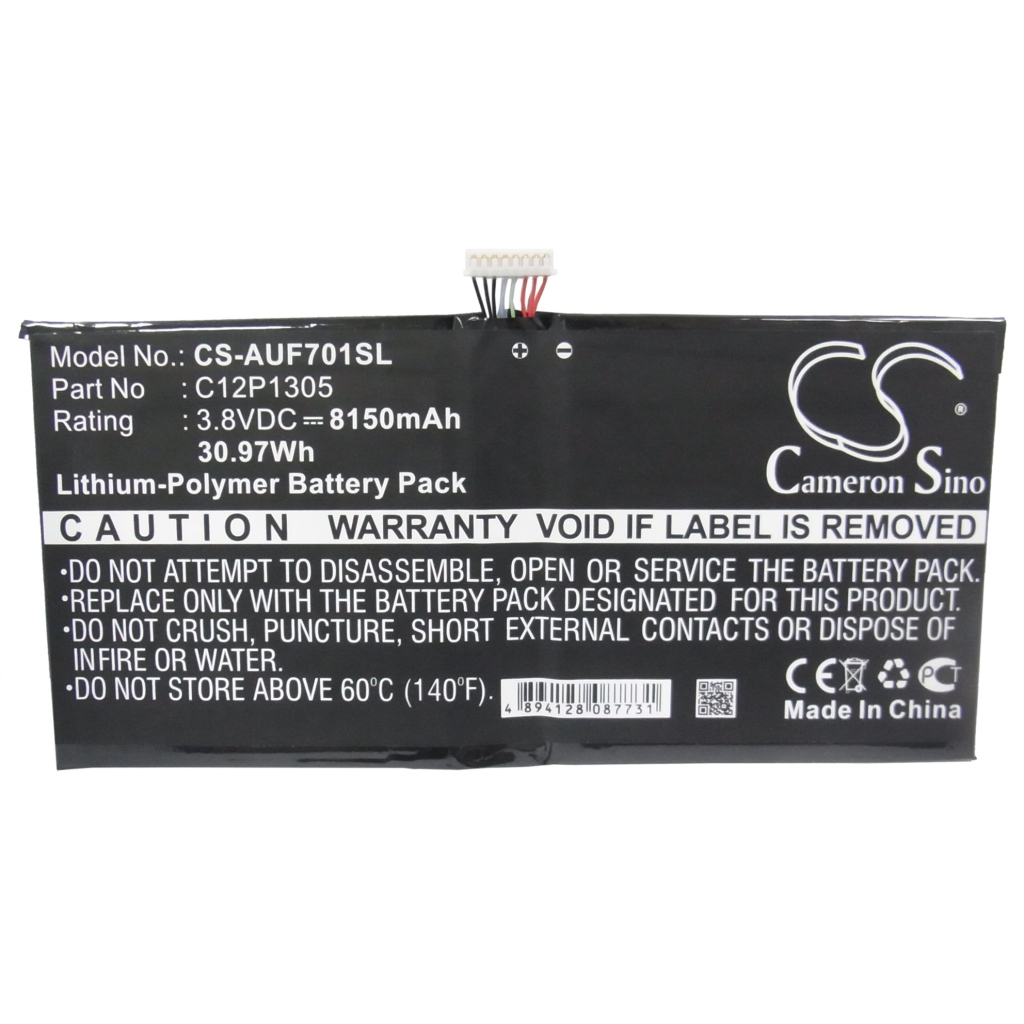 Model No.: CS-AUF701SL
Part No : C12P1305
Rating : 3.8VDC ⎓ 8150mAh
30.97Wh
Lithium-Polymer Battery Pack
CS ®
Cameron Sino
CAUTION WARRANTY VOID IF LABEL IS REMOVED
•DO NOT ATTEMPT TO DISASSEMBLE, OPEN OR SERVICE THE BATTERY PACK.
•REPLACE ONLY WITH THE BATTERY PACK DESIGNATED FOR THIS PRODUCT.
•DO NOT CRUSH, PUNCTURE, SHORT EXTERNAL CONTACTS OR DISPOSE OF
IN FIRE OR WATER.
•DO NOT STORE ABOVE 60°C (140°F).
4 894128 087731
CE PCT
Made In China